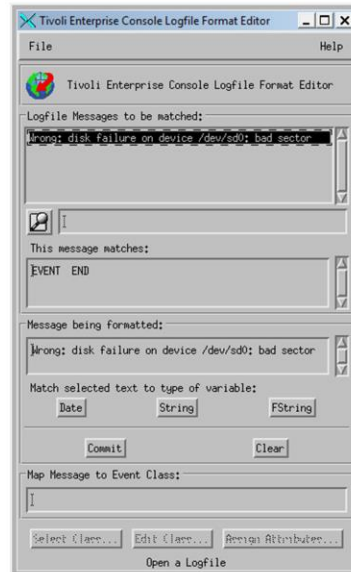 Tivoli Enterprise Console Logfile Format Editor
File Help
Tivoli Enterprise Console Logfile Format Editor
Logfile Messages to be matched:
Wrong: disk failure on device /dev/sd0: bad sector
This message matches:
EVENT END
Message being formatted:
Wrong: disk failure on device /dev/sd0: bad sector
Match selected text to type of variable:
Date String FString
Commit Clear
Map Message to Event Class:
Select Class... Edit Class... Assign Attributes...
Open a Logfile